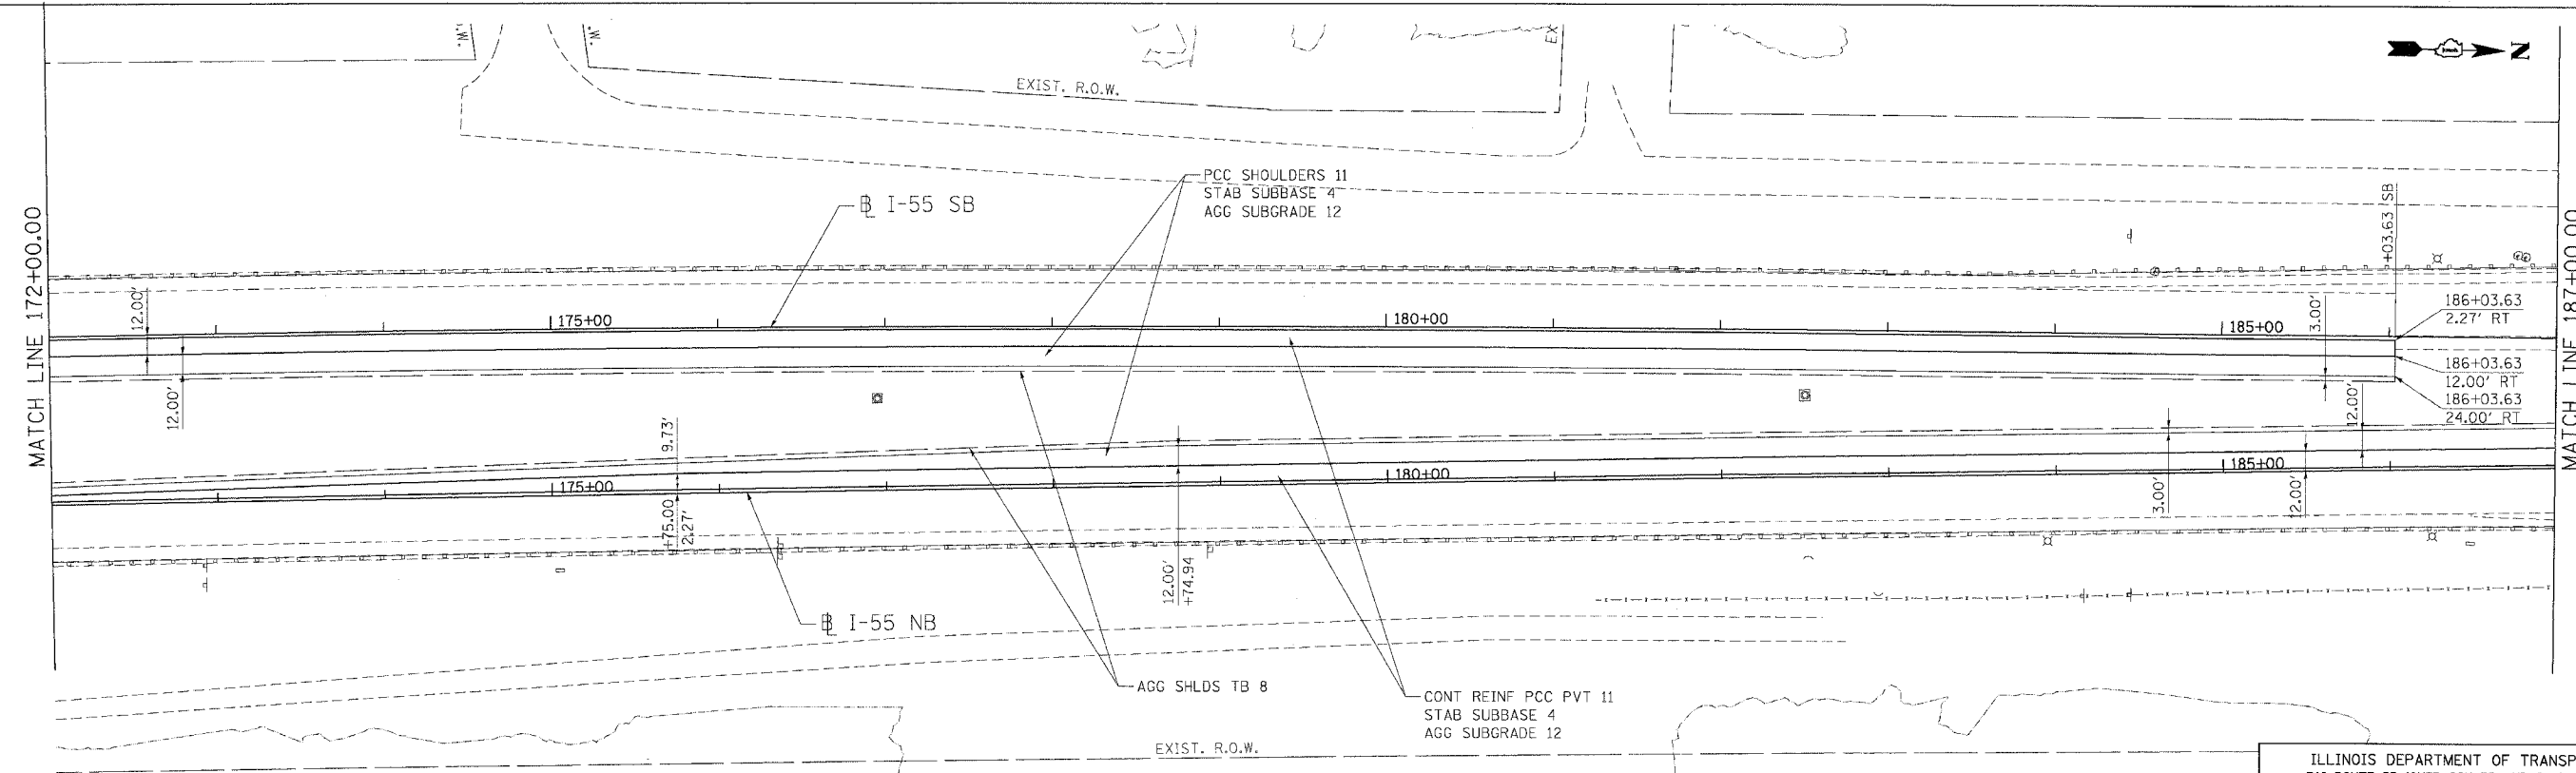 .W.
.W.
EX
N
EXIST. R.O.W.
PCC SHOULDERS 11
STAB SUBBASE 4
AGG SUBGRADE 12
I-55 SB
+03.63 SB
MATCH LINE 172+00.00
MATCH LINE 187+00.00
12.00'
175+00
180+00
185+00
3.00'
186+03.63
2.27' RT
186+03.63
12.00' RT
186+03.63
24.00' RT
12.00'
12.00'
9.73'
175+00
180+00
185+00
+75.00
2.27'
3.00'
12.00'
12.00'
+74.94
I-55 NB
AGG SHLDS TB 8
CONT REINF PCC PVT 11
STAB SUBBASE 4
AGG SUBGRADE 12
EXIST. R.O.W.
ILLINOIS DEPARTMENT OF TRANSP